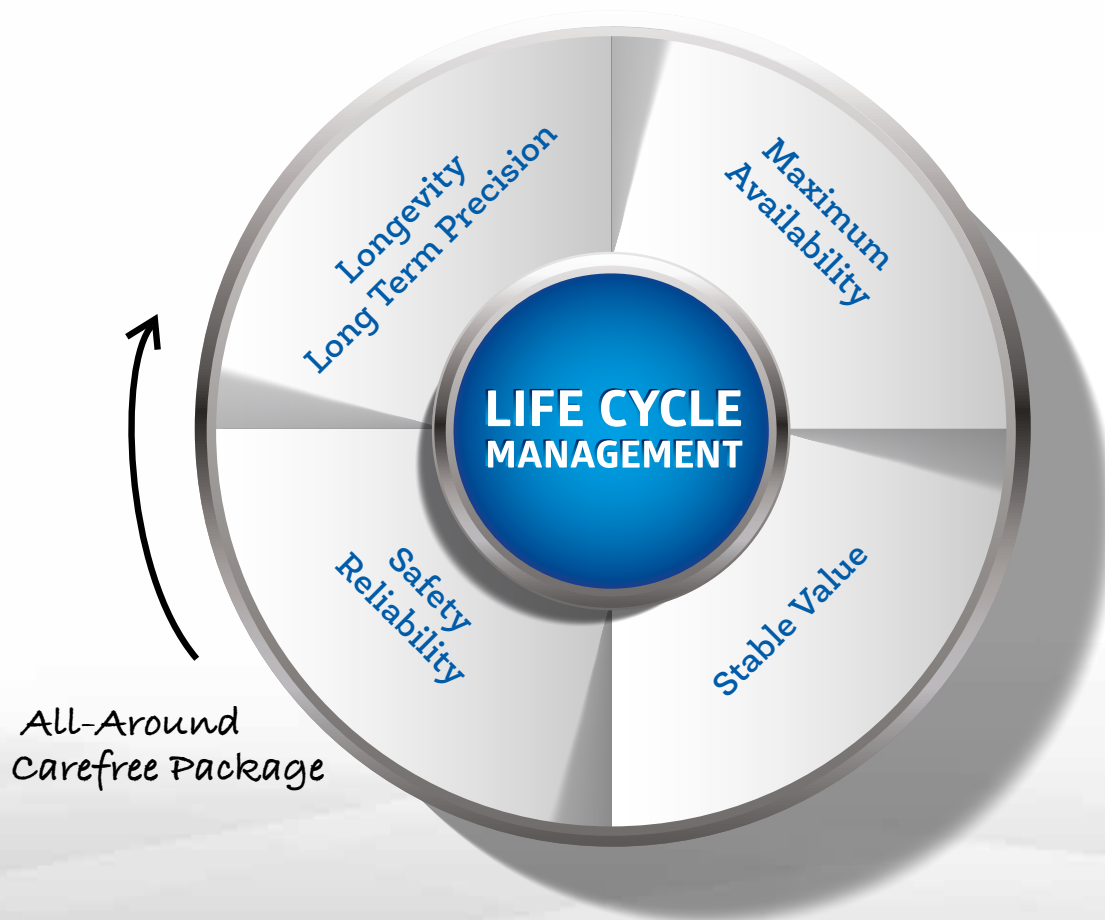 Longevity
Long Term Precision
Maximum
Availability
LIFE CYCLE
MANAGEMENT
Safety
Reliability
Stable Value
All-Around
Carefree Package